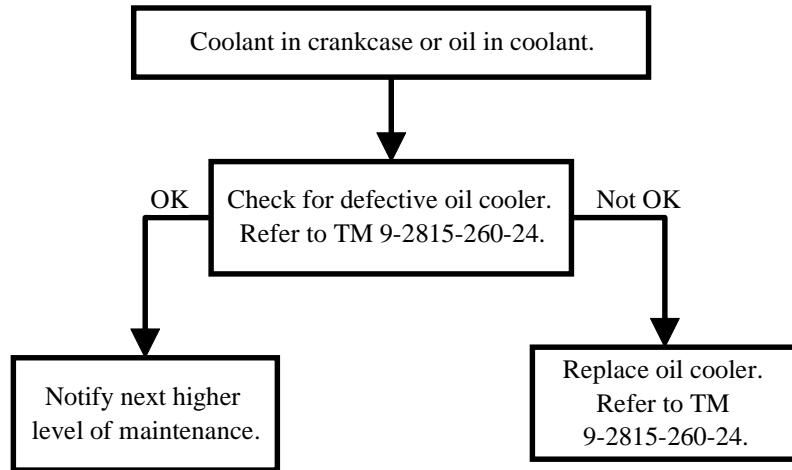 Coolant in crankcase or oil in coolant.
OK
Check for defective oil cooler.
Refer to TM 9-2815-260-24.
Not OK
Notify next higher
level of maintenance.
Replace oil cooler.
Refer to TM
9-2815-260-24.